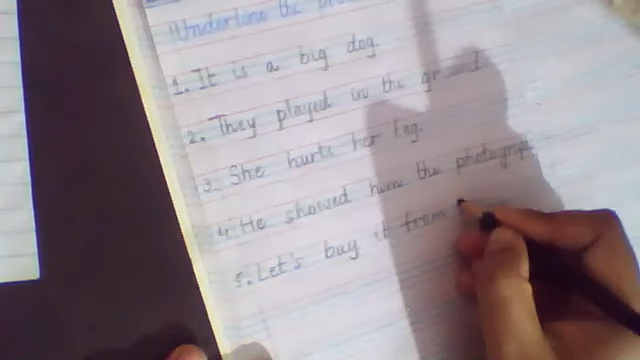 Underline the
1. It is a big dog.
2. They played in the ground.
3. She hurts her leg.
4. He showed him the photograph
5. Let's buy it from